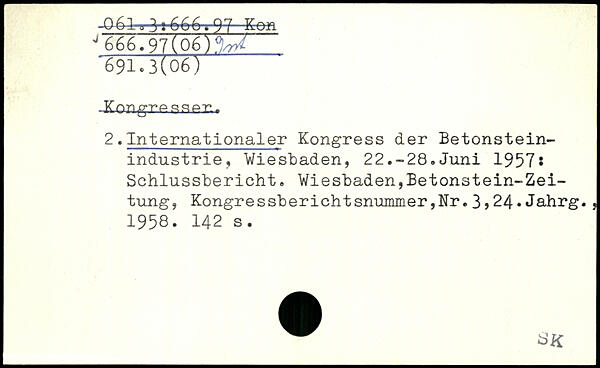 061.3:666.97 Kon
✓666.97(06) Int
691.3(06)
Kongresser.
2.Internationaler Kongress der Betonstein-
industrie, Wiesbaden, 22.-28.Juni 1957:
Schlussbericht. Wiesbaden,Betonstein-Zei-
tung, Kongressberichtsnummer,Nr.3,24.Jahrg.,
1958. 142 s.
SK